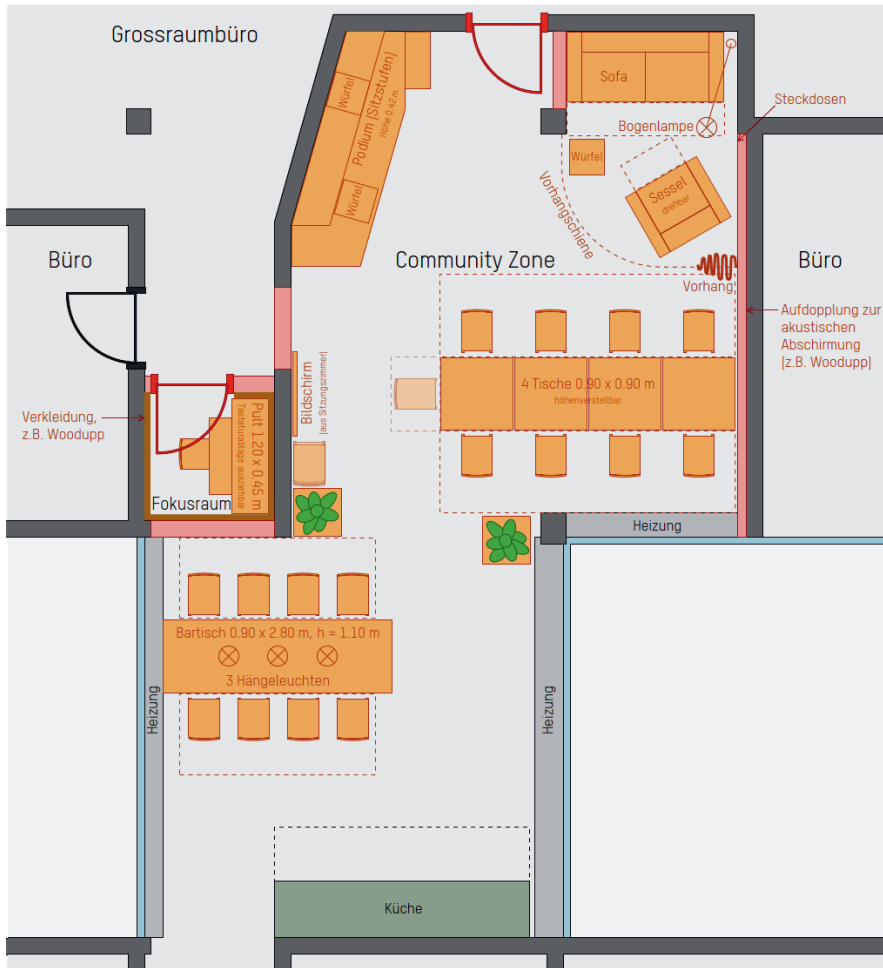 Grossraumbüro
Podium (Sitzstufen)
Höhe 0.42 m
Würfel
Würfel
Sofa
Bogenlampe
Steckdosen
Würfel
Sessel
drehbar
Vorhangschiene
Vorhang
Büro
Community Zone
Büro
Aufdopplung zur
akustischen
Abschirmung
(z.B. Woodupp)
4 Tische 0.90 x 0.90 m
höhenverstellbar
Bildschirm
(aus Sitzungszimmer)
Verkleidung,
z.B. Woodupp
Pult 1.20 x 0.45 m
Tastaturablage ausziehbar
Fokusraum
Heizung
Bartisch 0.90 x 2.80 m, h = 1.10 m
3 Hängeleuchten
Heizung
Heizung
Küche